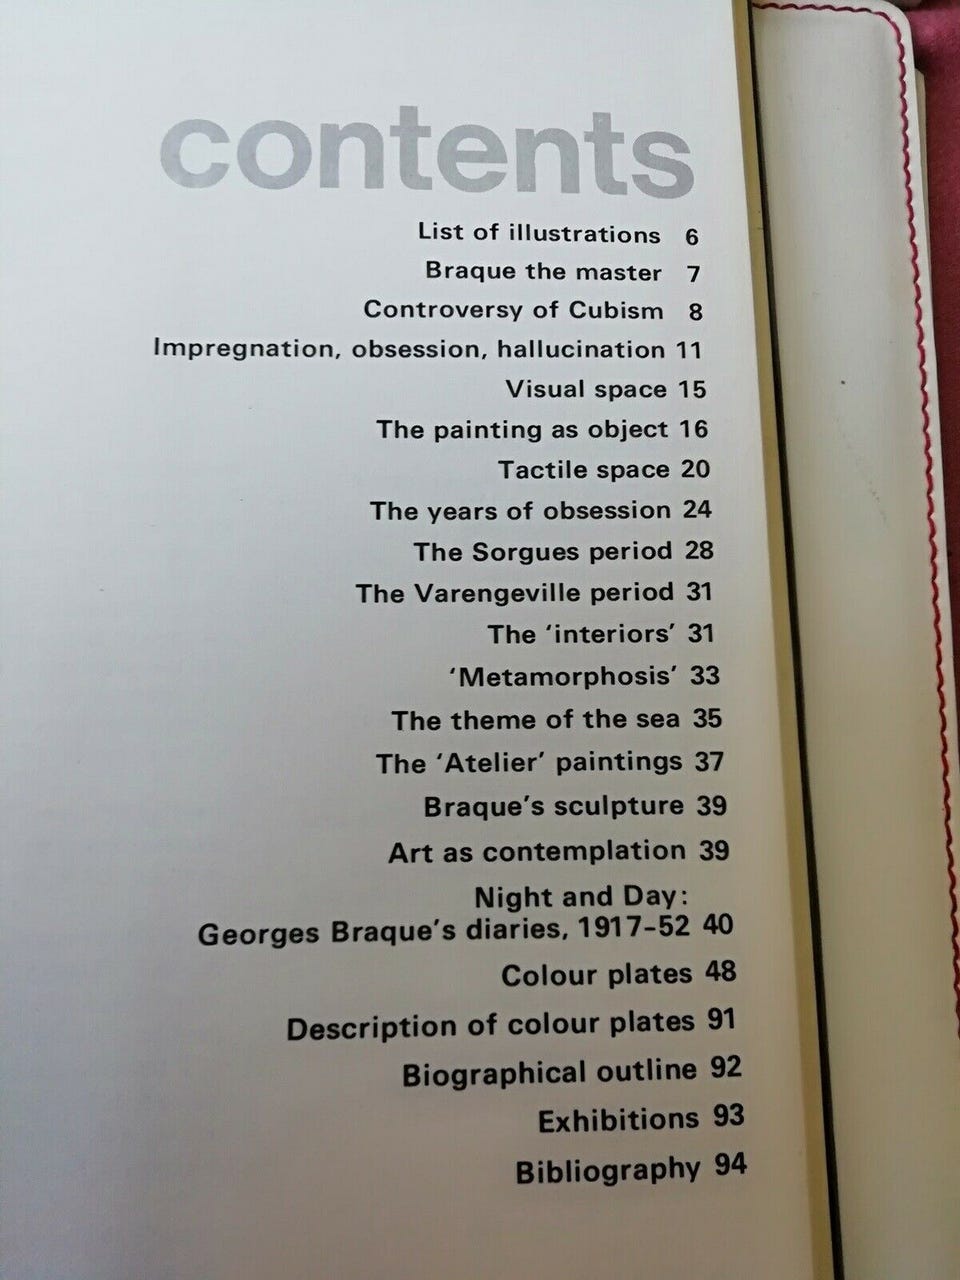 contents
List of illustrations 6
Braque the master 7
Controversy of Cubism 8
Impregnation, obsession, hallucination 11
Visual space 15
The painting as object 16
Tactile space 20
The years of obsession 24
The Sorgues period 28
The Varengeville period 31
The ‘interiors’ 31
‘Metamorphosis’ 33
The theme of the sea 35
The ‘Atelier’ paintings 37
Braque’s sculpture 39
Art as contemplation 39
Night and Day:
Georges Braque’s diaries, 1917–52 40
Colour plates 48
Description of colour plates 91
Biographical outline 92
Exhibitions 93
Bibliography 94